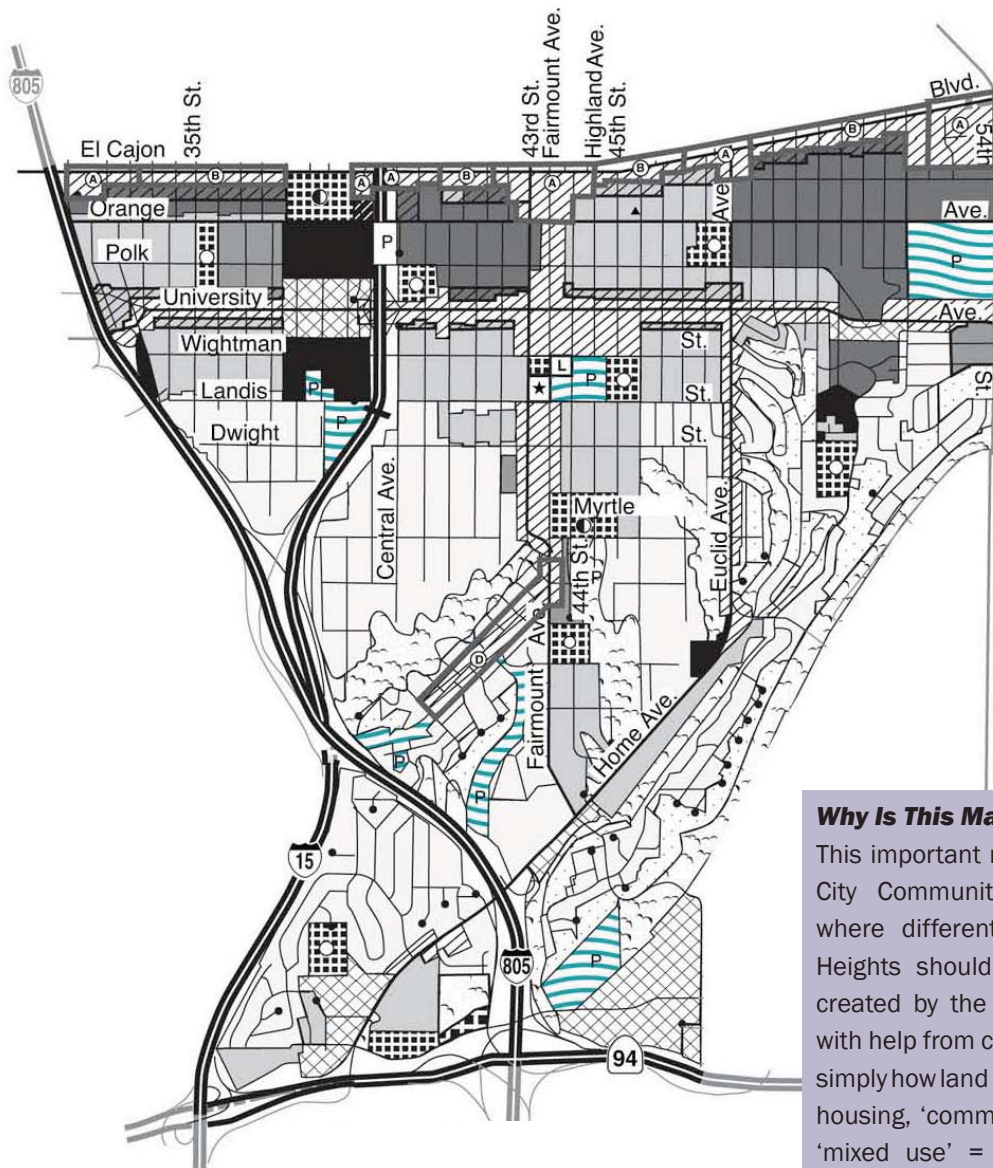 805
35th St.
43rd St.
Fairmount Ave.
Highland Ave.
45th St.
Blvd.
54th
El Cajon
A
B
A
A
B
A
B
A
B
A
Orange
Ave
Ave.
Polk
P
P
University
Ave.
Wightman
St.
L
Landis
P
P
St.
St.
Dwight
P
St.
Central Ave.
Myrtle
Euclid Ave.
44th St.
P
Ave
D
Fairmount
Home Ave.
P
P
15
805
P
94
Why Is This Ma
This important
City Communit
where different
Heights should
created by the
with help from c
simply how land
housing, 'comm
'mixed use' =